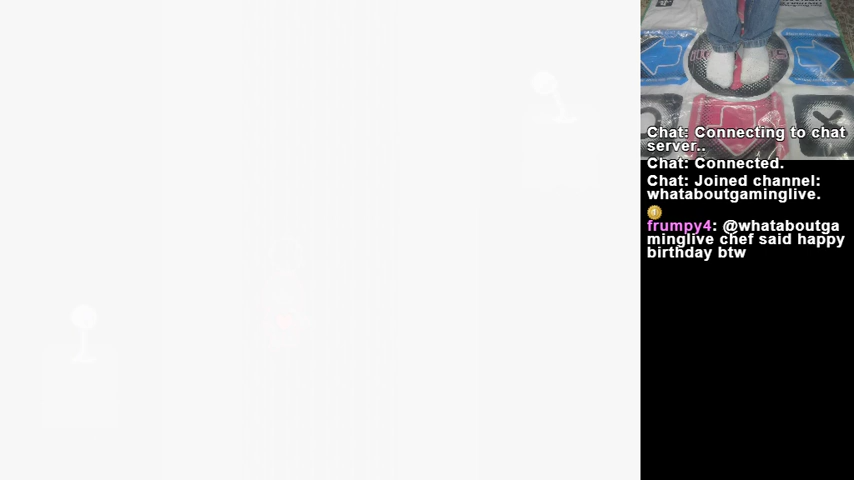 Chat: Connecting to chat
server..
Chat: Connected.
Chat: Joined channel:
whataboutgaminglive.
frumpy4: @whataboutga
minglive chef said happy
birthday btw